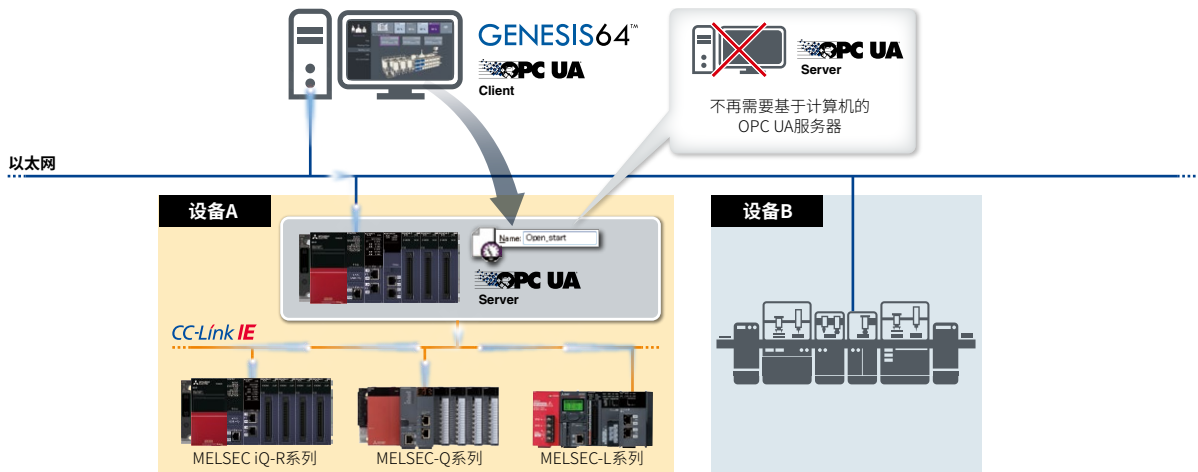 GENESIS64™
OPC UA
Client
OPC UA
Server
不再需要基于计算机的
OPC UA服务器
以太网
设备A
设备B
Name: Open_start
OPC UA
Server
CC-Link IE
MELSEC iQ-R系列
MELSEC-Q系列
MELSEC-L系列